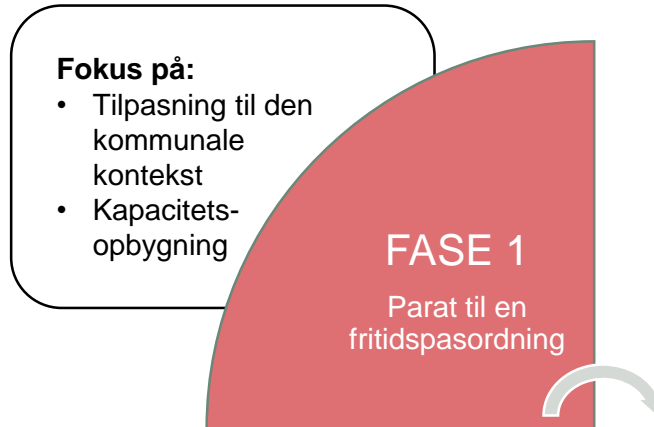 Fokus på:
• Tilpasning til den
kommunale
kontekst
• Kapacitets-
opbygning
FASE 1
Parat til en
fritidspasordning